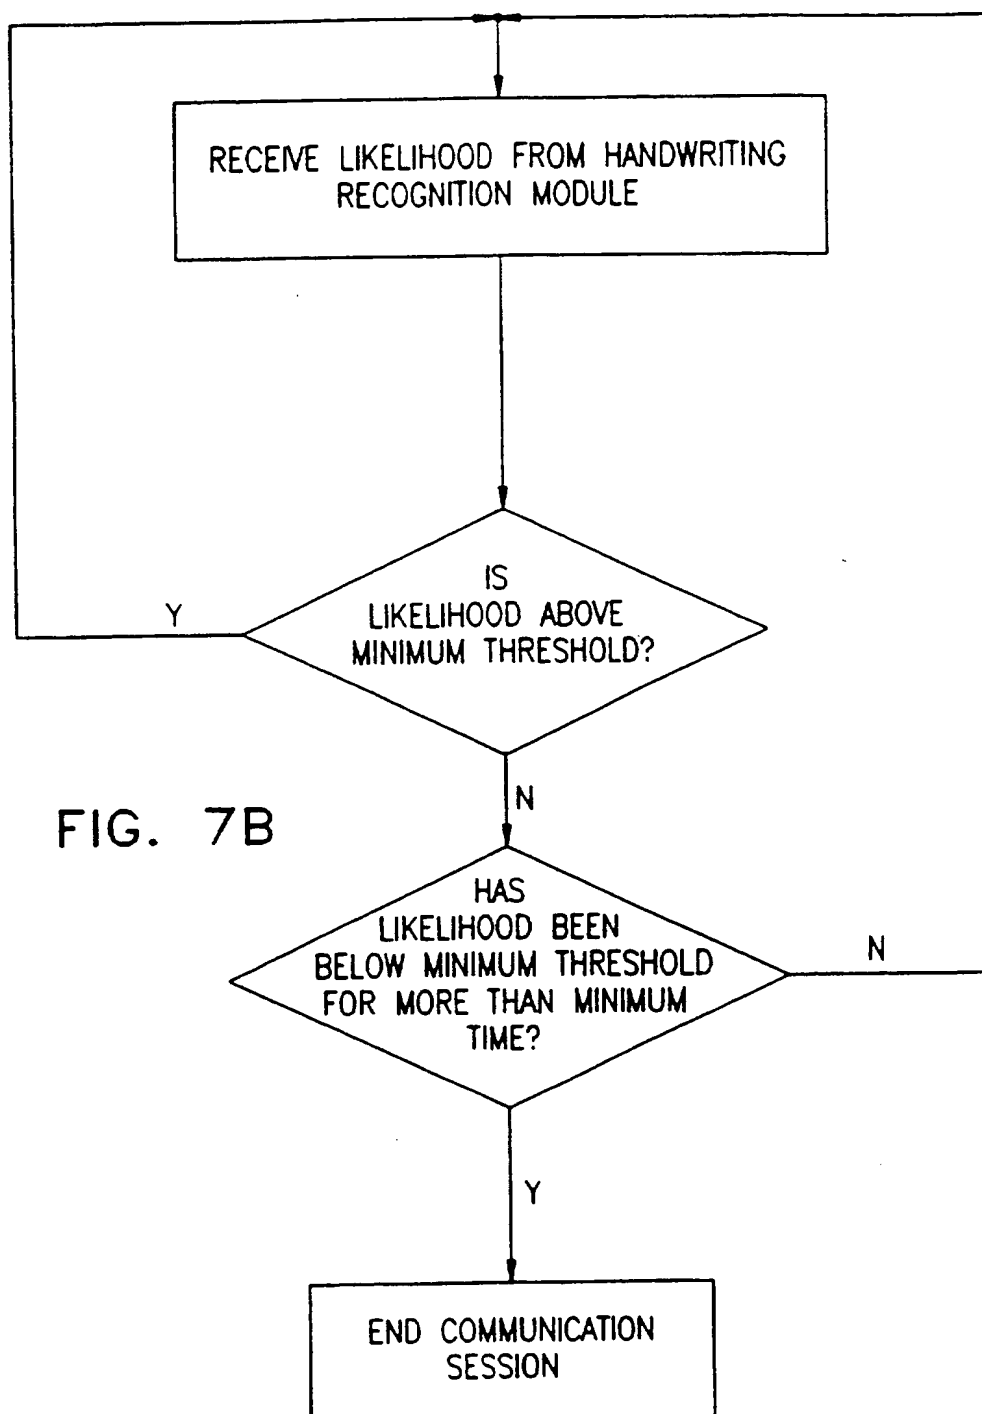 RECEIVE LIKELIHOOD FROM HANDWRITING
RECOGNITION MODULE
IS
LIKELIHOOD ABOVE
MINIMUM THRESHOLD?
Y
N
FIG. 7B
HAS
LIKELIHOOD BEEN
BELOW MINIMUM THRESHOLD
FOR MORE THAN MINIMUM
TIME?
N
Y
END COMMUNICATION
SESSION